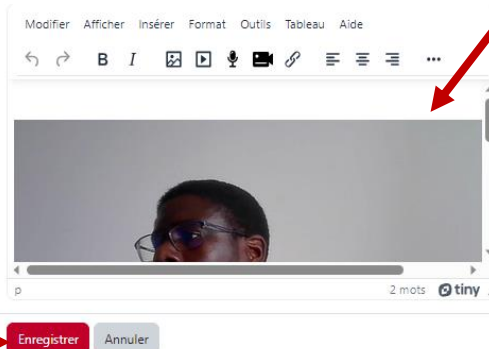 Modifier Afficher Insérer Format Outils Tableau Aide
B I ...
p 2 mots tiny
Enregistrer Annuler